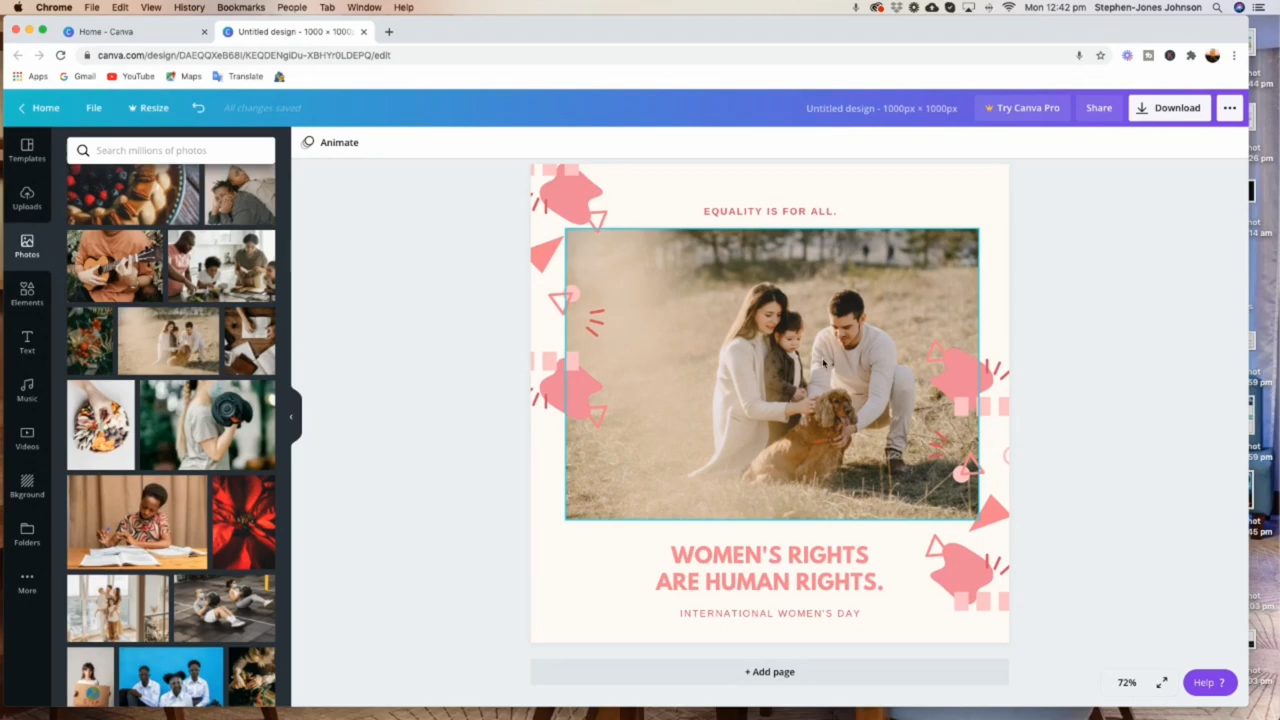 Chrome File Edit View History Bookmarks People Tab Window Help Mon 12:42 pm Stephen-Jones Johnson
Home - Canva Untitled design - 1000 × 1000
canva.com/design/DAEQQXeB68I/KEQDENgiDu-XBHYr0LDEPQ/edit
Apps Gmail YouTube Maps Translate
Home File Resize All changes saved Untitled design - 1000px × 1000px Try Canva Pro Share Download
Search millions of photos
Animate
Templates
Uploads
Photos
Elements
Text
Music
Videos
Bkground
Folders
More
EQUALITY IS FOR ALL.
WOMEN'S RIGHTS
ARE HUMAN RIGHTS.
INTERNATIONAL WOMEN'S DAY
+ Add page
72% Help ?